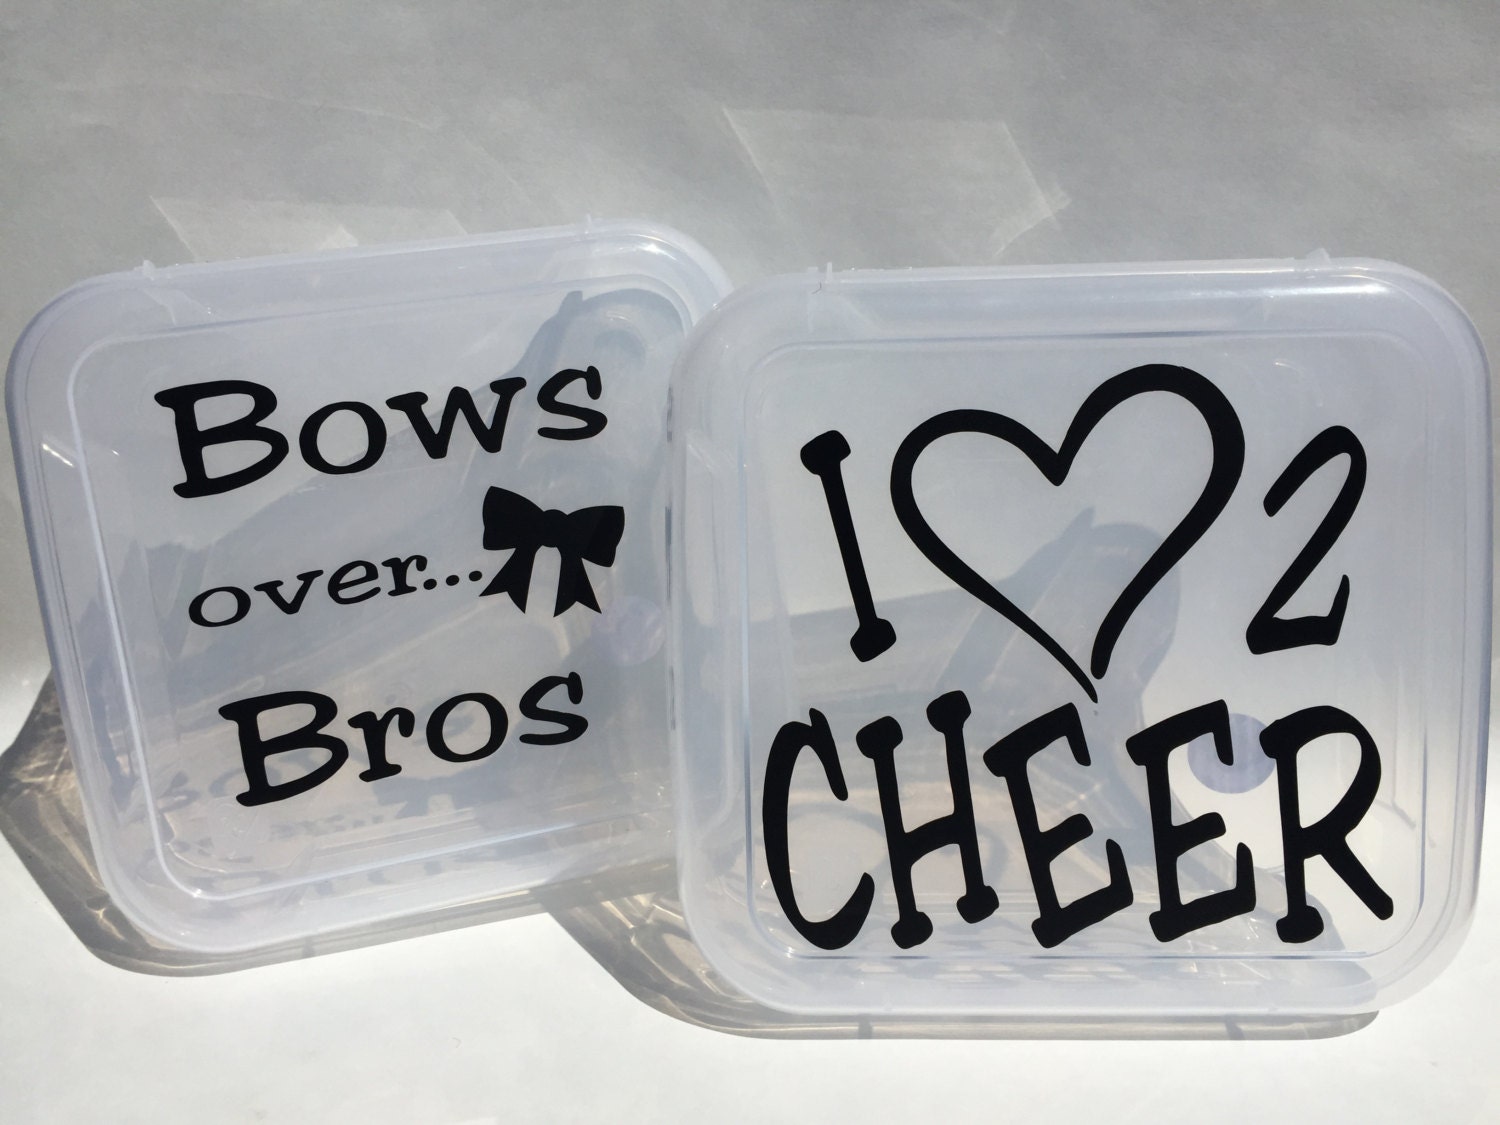 Bows
over...
Bros
I ♡ 2
CHEER